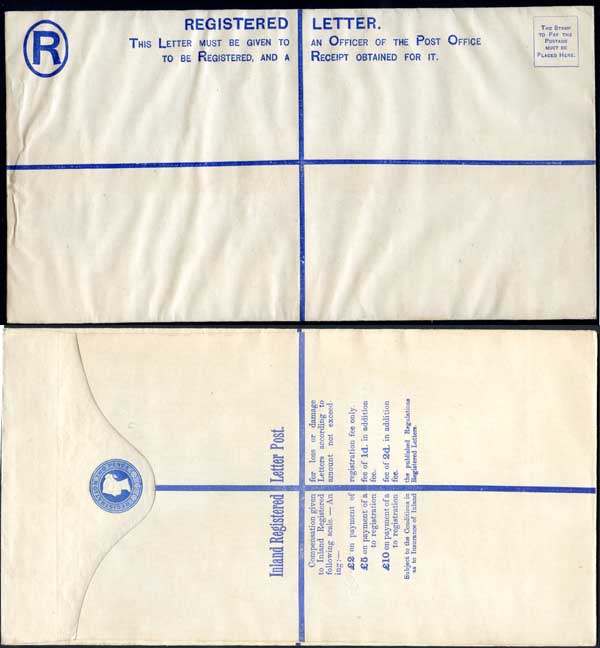 R
REGISTERED LETTER.
THIS LETTER MUST BE GIVEN TO AN OFFICER OF THE POST OFFICE
TO BE REGISTERED, AND A RECEIPT OBTAINED FOR IT.
THE STAMP
TO PAY THE
POSTAGE
MUST BE
PLACED HERE.
Inland Registered Letter Post.
Compensation given for loss or damage
to Inland Registered Letters according to
following scale.—An amount not exceed-
ing:—
£2 on payment of registration fee only.
£5 on payment of a fee of 1d. in addition
to registration fee.
£10 on payment of a fee of 2d. in addition
to registration fee.
Subject to the Conditions in the published Regulations
as to Insurance of Inland Registered Letters.
REGISTRATION TWO PENCE